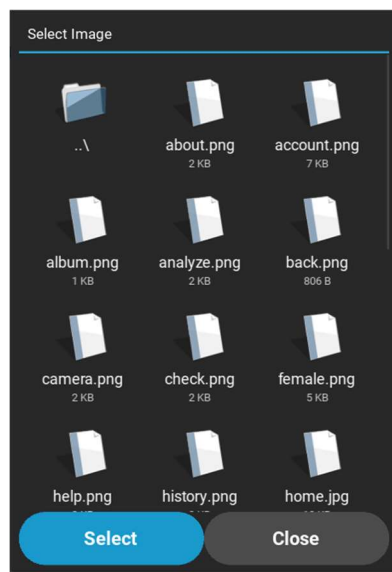 Select Image
..\
about.png
account.png
2 KB
7 KB
album.png
analyze.png
back.png
1 KB
2 KB
806 B
camera.png
check.png
female.png
2 KB
2 KB
5 KB
help.png
history.png
home.jpg
Select
Close